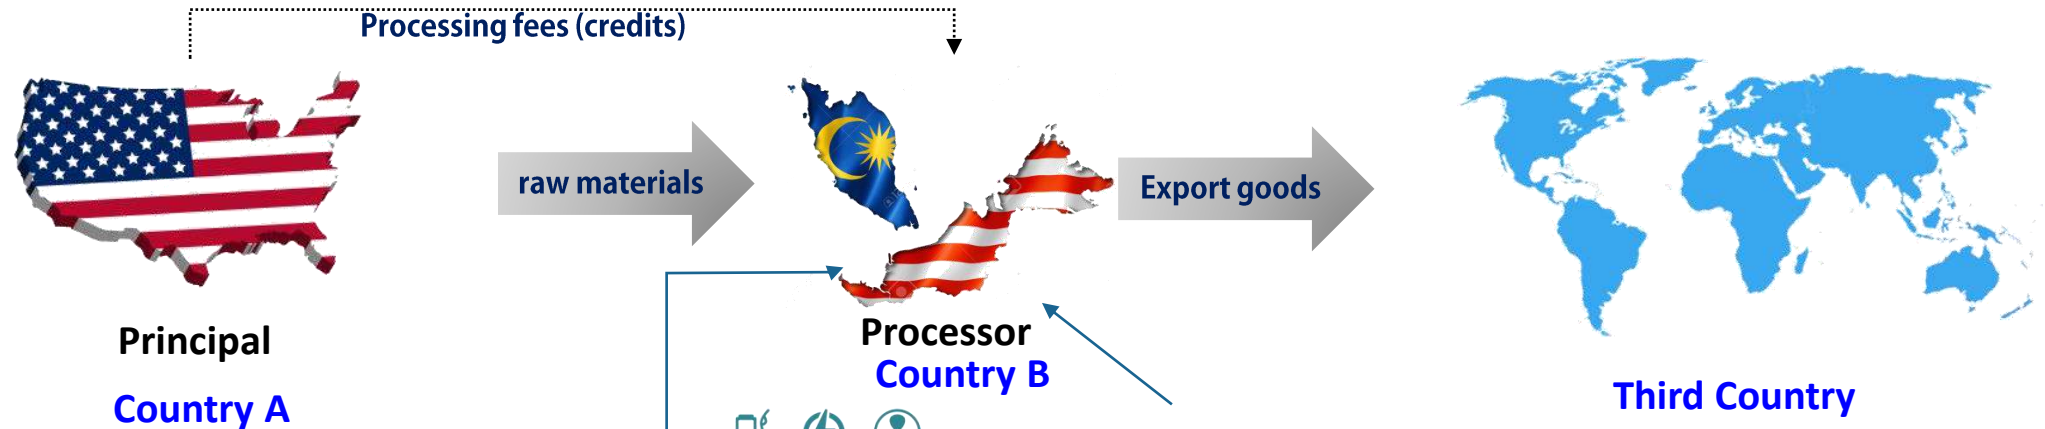 Processing fees (credits)
raw materials
Export goods
Principal
Country A
Processor
Country B
Third Country